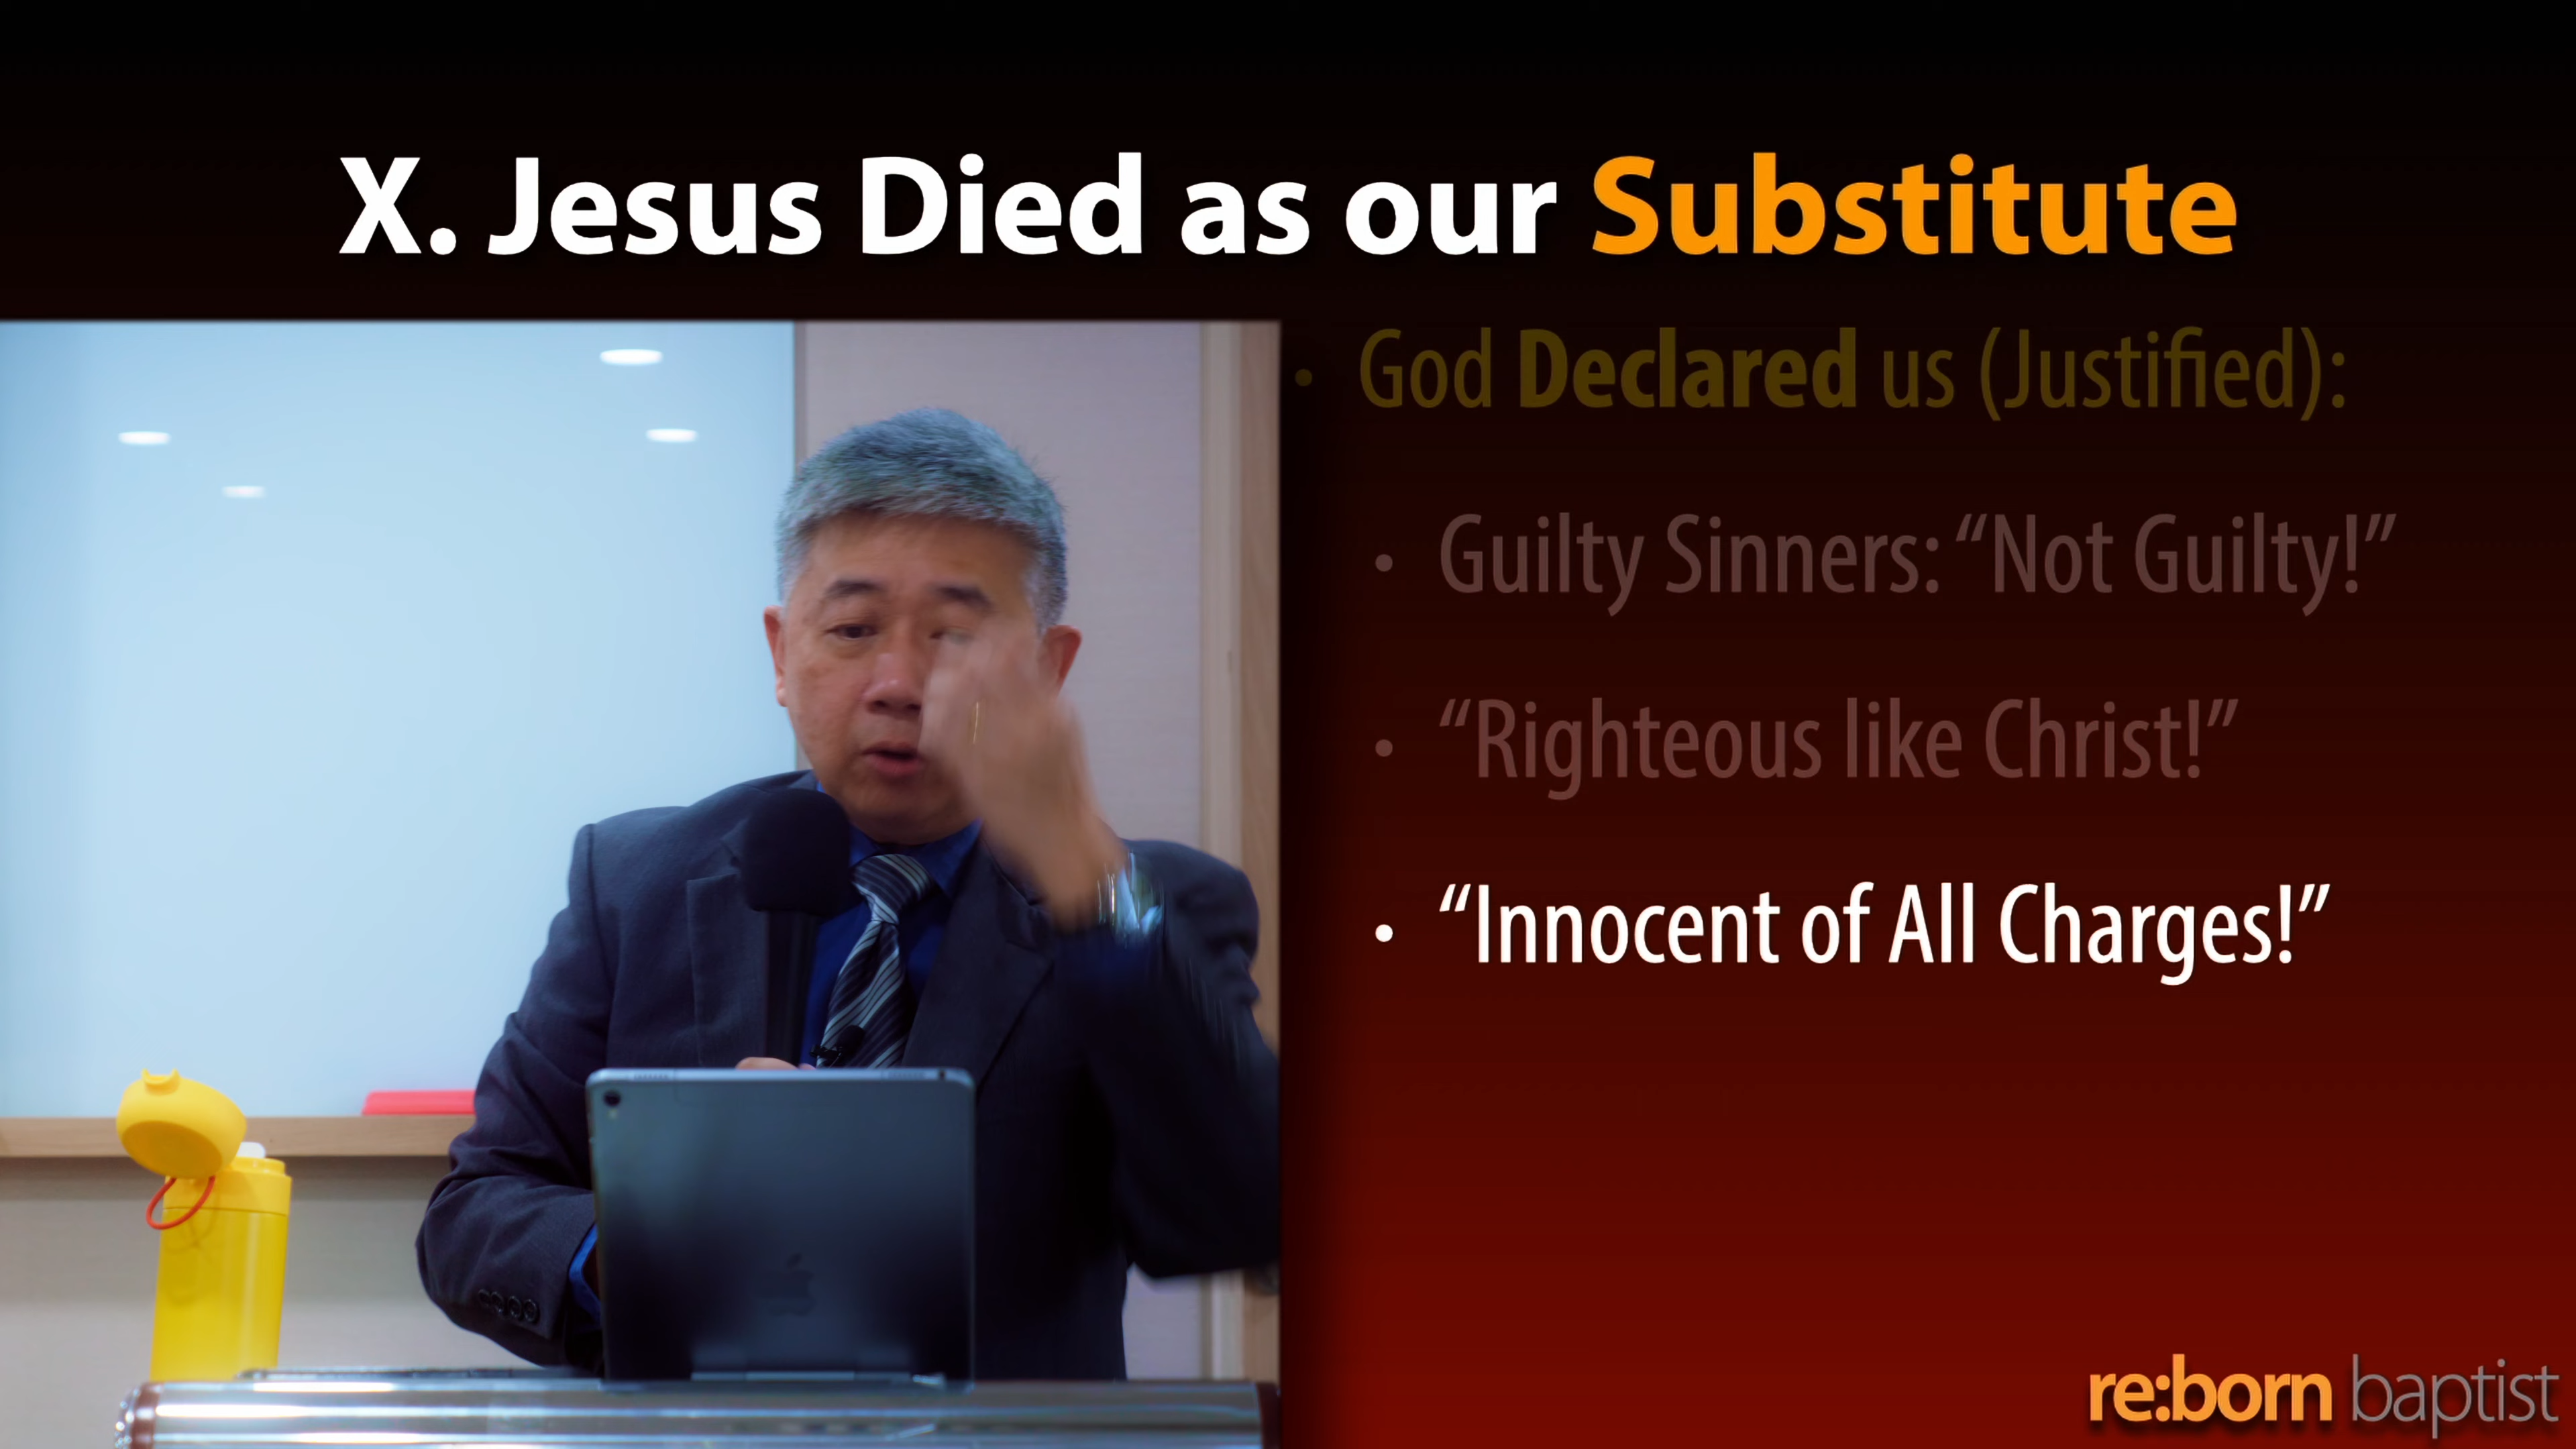 X. Jesus Died as our Substitute
• God Declared us (Justified):
• Guilty Sinners: “Not Guilty!”
• “Righteous like Christ!”
• “Innocent of All Charges!”
re:born baptist